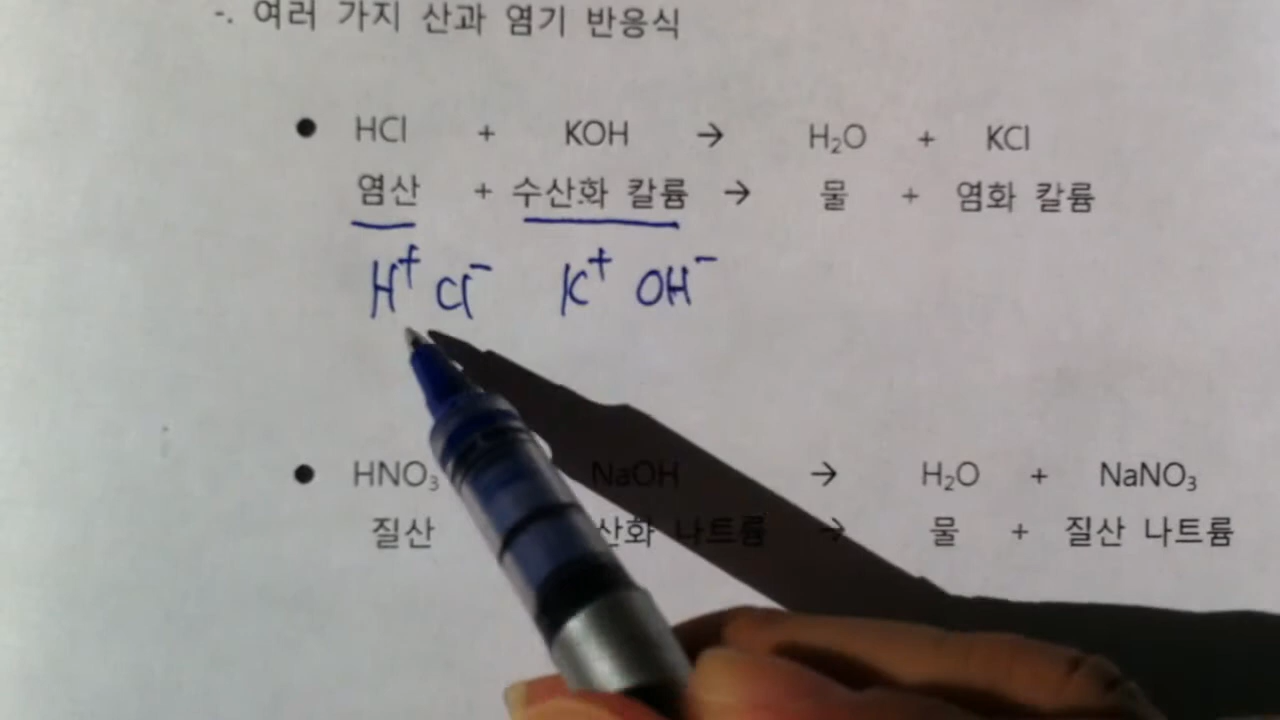 -. 여러 가지 산과 염기 반응식
● HCl + KOH → H₂O + KCl
염산 + 수산화 칼륨 → 물 + 염화 칼륨
H⁺ Cl⁻ K⁺ OH⁻
● HNO₃ NaOH → H₂O + NaNO₃
질산 산화 나트륨 → 물 + 질산 나트륨